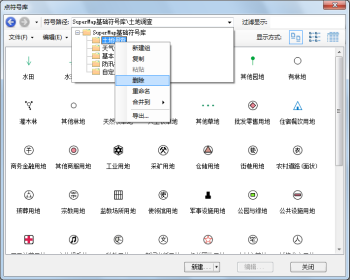 点符号库
符号路径: SuperMap基础符号库\土地调查 过滤显示:
文件(F) 编辑(E) 显示方式:
SuperMap基础符号库
土地调查
天气
基本
防汛
自定
新建组
复制
粘贴
删除
重命名
合并到
导出...
水田 水 其他园地 有林地
灌木林 其他林地 天然 其他草地 批发零售用地 住宿餐饮用地
商务金融用地 其他商服用地 工业用地 采矿用地 仓储用地 街巷用地 农村道路(面状)
殡葬用地 宗教用地 监教场所用地 使领馆用地 军事设施用地 公园与绿地 公共设施用地
新建... 编辑... 关闭